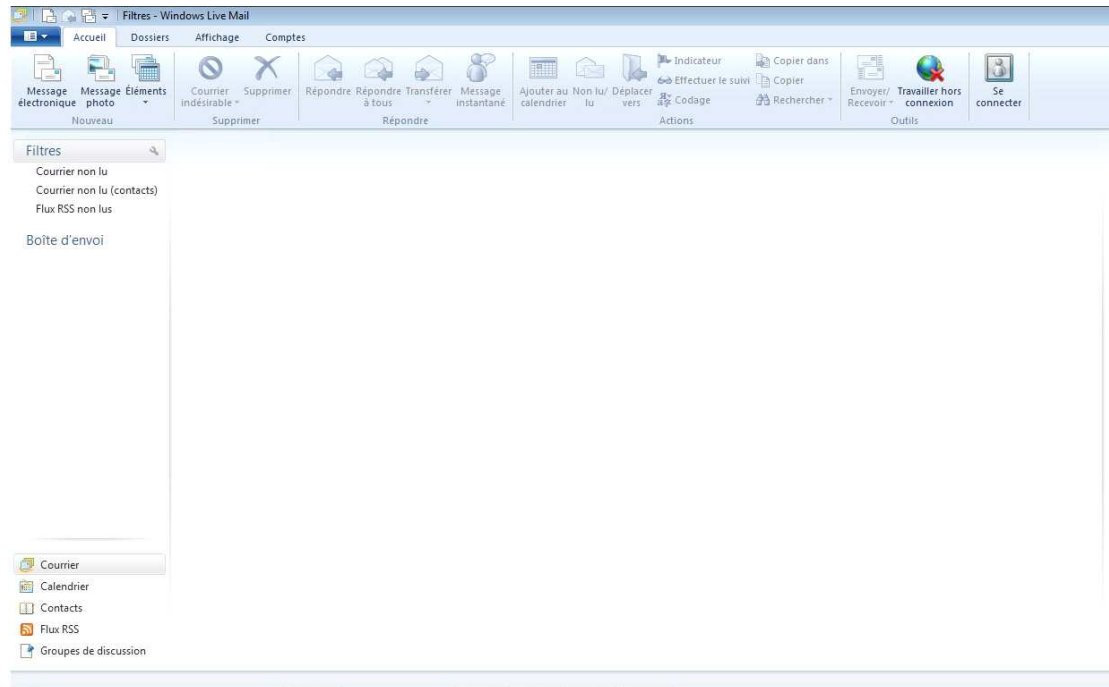 Filtres - Windows Live Mail
Accueil Dossiers Affichage Comptes
Message électronique
Message photo
Éléments
Nouveau
Courrier indésirable
Supprimer
Supprimer
Répondre
Répondre à tous
Transférer
Message instantané
Répondre
Ajouter au calendrier
Non lu/ lu
Déplacer vers
Indicateur
Effectuer le suivi
Codage
Copier dans
Copier
Rechercher
Actions
Envoyer/ Recevoir
Travailler hors connexion
Outils
Se connecter
Filtres
Courrier non lu
Courrier non lu (contacts)
Flux RSS non lus
Boîte d'envoi
Courrier
Calendrier
Contacts
Flux RSS
Groupes de discussion